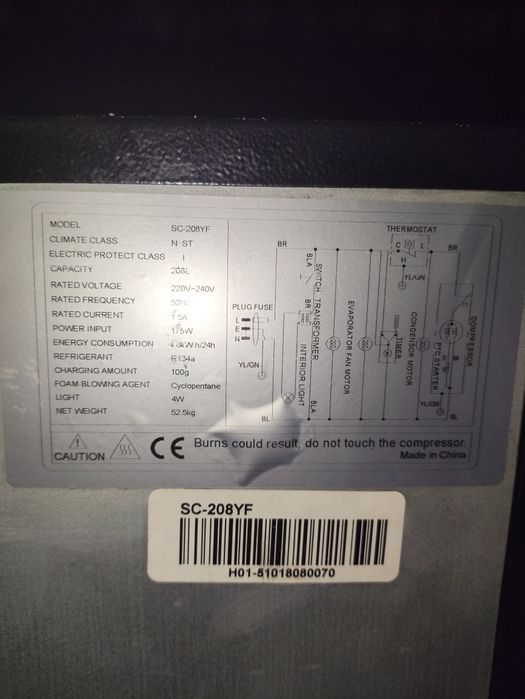 MODEL SC-208YF
CLIMATE CLASS N ST
ELECTRIC PROTECT CLASS I
CAPACITY 208L
RATED VOLTAGE 220V~240V
RATED FREQUENCY 50Hz
RATED CURRENT 1.5A
POWER INPUT 175W
ENERGY CONSUMPTION kWh/24h
REFRIGERANT R134a
CHARGING AMOUNT 100g
FOAM BLOWING AGENT Cyclopentane
LIGHT 4W
NET WEIGHT 52.5kg
PLUG FUSE
L
E
N
YL/GN
BR
BL
BLA
SWITCH TRANSFORMER
BR
INTERIOR LIGHT
BLA
EVAPORATOR FAN MOTOR
THERMOSTAT
C L
H
YL/GN
TIMER
CONDENSOR MOTOR
BR
COMPRESSOR
PTC STARTER
M
S
YL/GN
BL
CAUTION
CE Burns could result, do not touch the compressor.
Made in China
SC-208YF
H01-51018080070